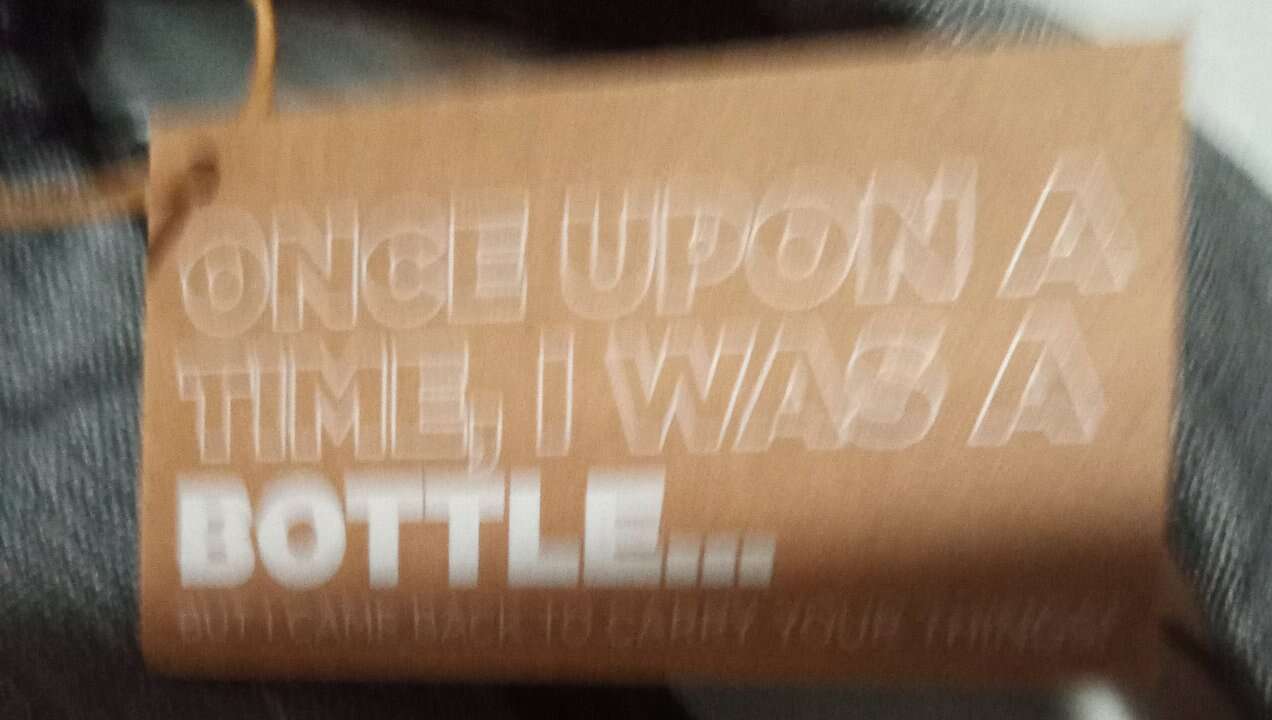 ONCE UPON A
TIME, I WAS A
BOTTLE...
BUT I CAME BACK TO CARRY YOUR THINGS!